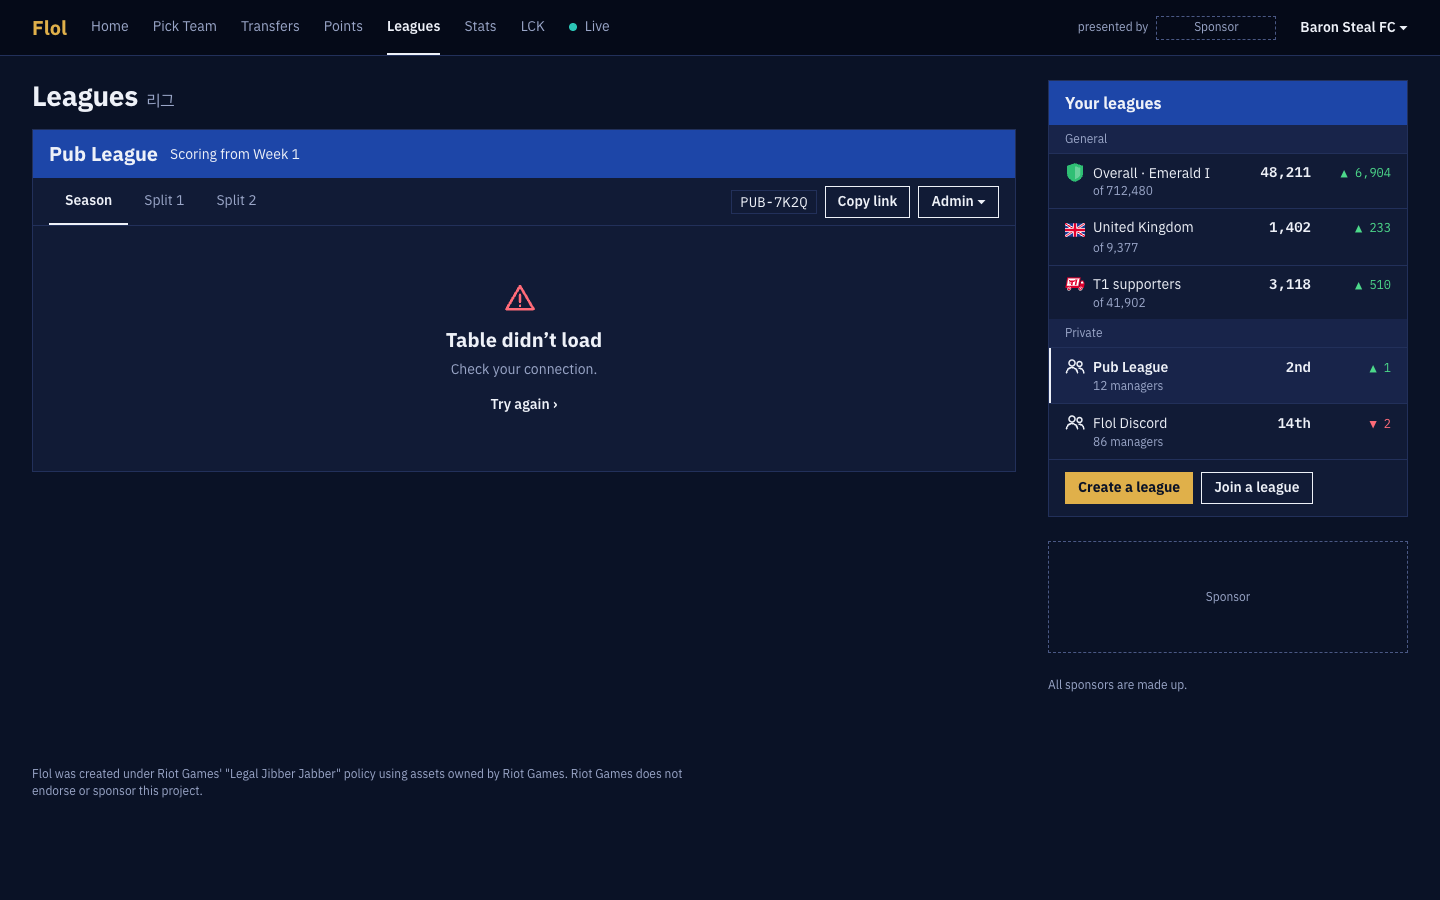 Flol Home Pick Team Transfers Points Leagues Stats LCK Live presented by Sponsor Baron Steal FC
Leagues 리그
Pub League Scoring from Week 1
Season Split 1 Split 2 PUB-7K2Q Copy link Admin
Table didn’t load
Check your connection.
Try again ›
Your leagues
General
Overall · Emerald I 48,211 ▲ 6,904
of 712,480
United Kingdom 1,402 ▲ 233
of 9,377
T1 supporters 3,118 ▲ 510
of 41,902
Private
Pub League 2nd ▲ 1
12 managers
Flol Discord 14th ▼ 2
86 managers
Create a league Join a league
Sponsor
All sponsors are made up.
Flol was created under Riot Games' "Legal Jibber Jabber" policy using assets owned by Riot Games. Riot Games does not
endorse or sponsor this project.